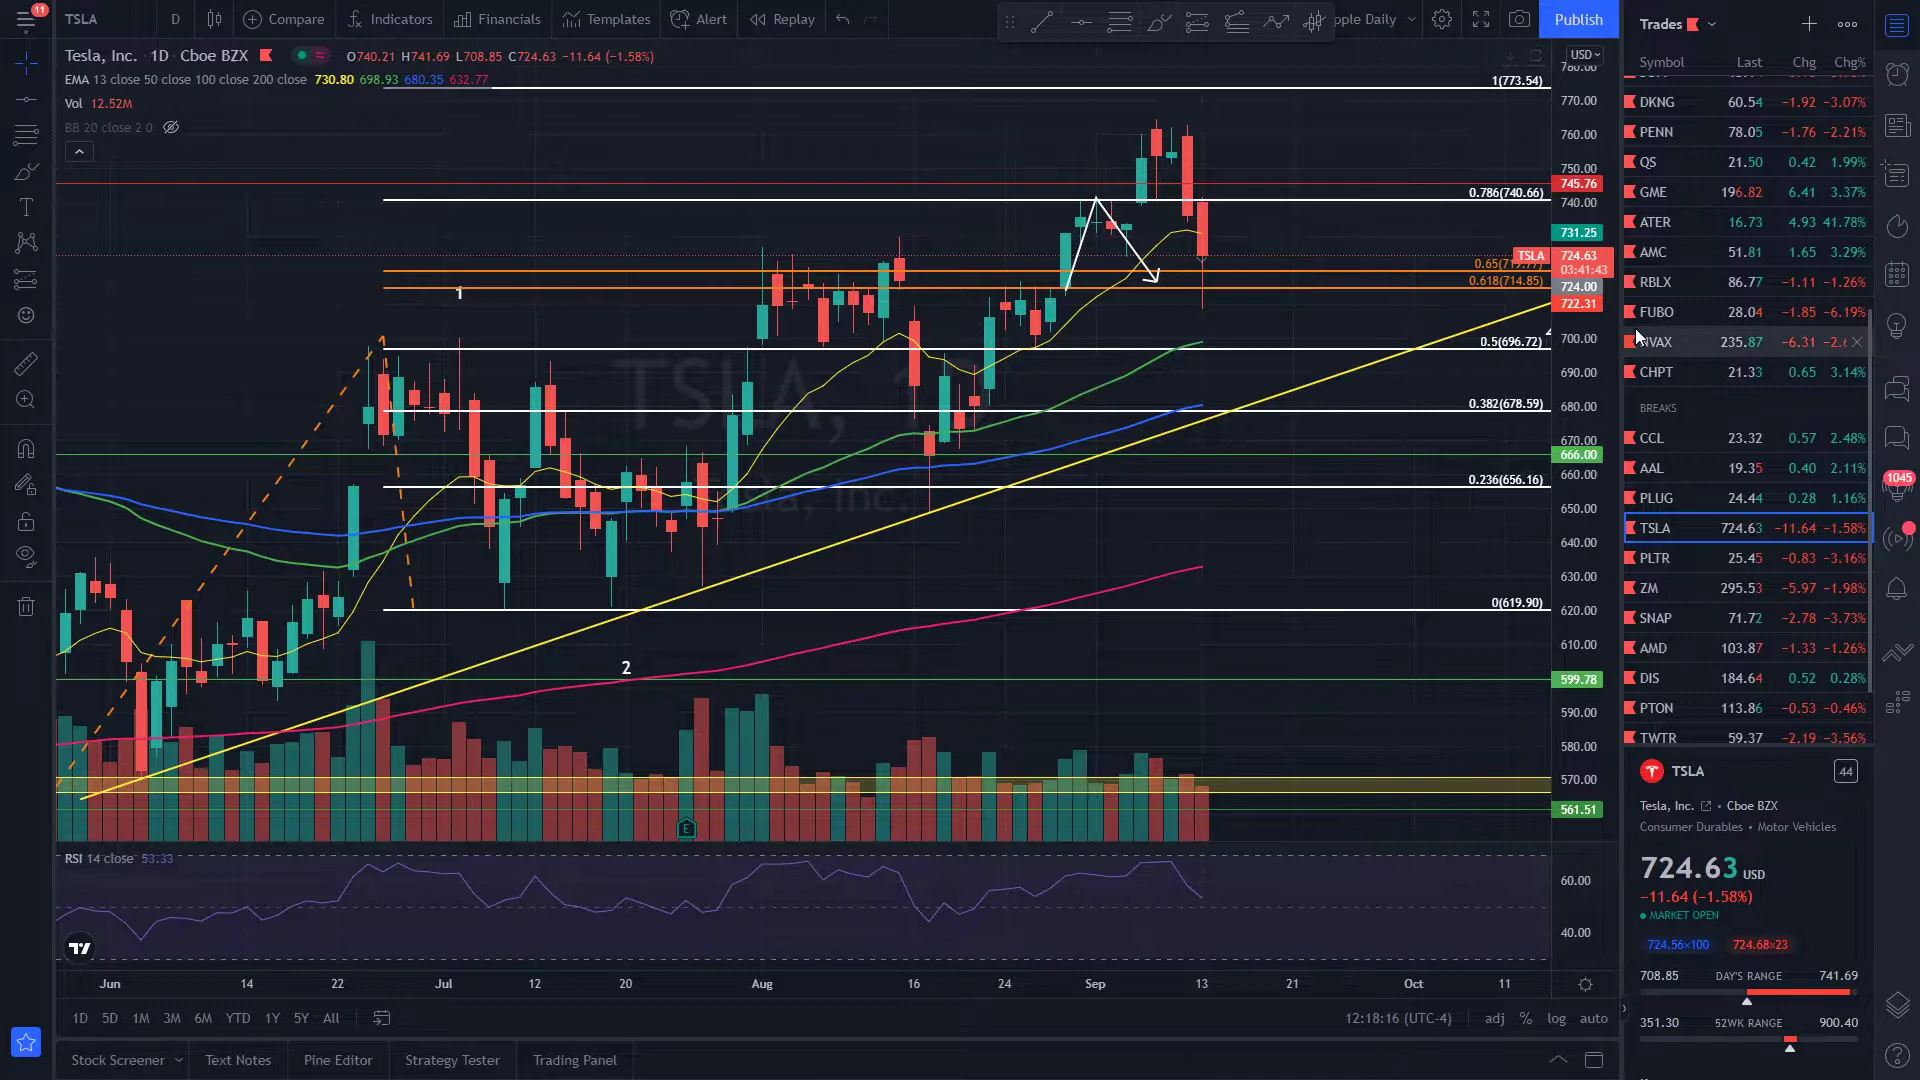 11
TSLA D Compare Indicators Financials Templates Alert Replay ople Daily Publish
Tesla, Inc. · 1D · Cboe BZX O740.21 H741.69 L708.85 C724.63 −11.64 (−1.58%)
EMA 13 close 50 close 100 close 200 close 730.80 698.93 680.35 632.77
Vol 12.52M
BB 20 close 2 0
USD
780.00
1(773.54)
770.00
760.00
750.00
745.76
0.786(740.66)
740.00
731.25
TSLA 724.63
03:41:43
0.618(714.85)
724.00
722.31
1
700.00
0.5(696.72)
690.00
0.382(678.59)
680.00
670.00
666.00
660.00
0.236(656.16)
650.00
640.00
630.00
620.00
0(619.90)
610.00
2
599.78
590.00
580.00
570.00
561.51
E
RSI 14 close 53.33
60.00
40.00
Jun 14 22 Jul 12 20 Aug 16 24 Sep 13 21 Oct 11
1D 5D 1M 3M 6M YTD 1Y 5Y All 12:18:16 (UTC-4) adj % log auto
Stock Screener Text Notes Pine Editor Strategy Tester Trading Panel
Trades
Symbol Last Chg Chg%
DKNG 60.54 −1.92 −3.07%
PENN 78.05 −1.76 −2.21%
QS 21.50 0.42 1.99%
GME 196.82 6.41 3.37%
ATER 16.73 4.93 41.78%
AMC 51.81 1.65 3.29%
RBLX 86.77 −1.11 −1.26%
FUBO 28.04 −1.85 −6.19%
VAX 235.87 −6.31
CHPT 21.33 0.65 3.14%
BREAKS
CCL 23.32 0.57 2.48%
AAL 19.35 0.40 2.11%
PLUG 24.44 0.28 1.16%
TSLA 724.63 −11.64 −1.58%
PLTR 25.45 −0.83 −3.16%
ZM 295.53 −5.97 −1.98%
SNAP 71.72 −2.78 −3.73%
AMD 103.87 −1.33 −1.26%
DIS 184.64 0.52 0.28%
PTON 113.86 −0.53 −0.46%
TWTR 59.37 −2.19 −3.56%
TSLA 44
Tesla, Inc. • Cboe BZX
Consumer Durables • Motor Vehicles
724.63 USD
−11.64 (−1.58%)
MARKET OPEN
724.56×100 724.68×23
708.85 DAY'S RANGE 741.69
351.30 52WK RANGE 900.40
1045